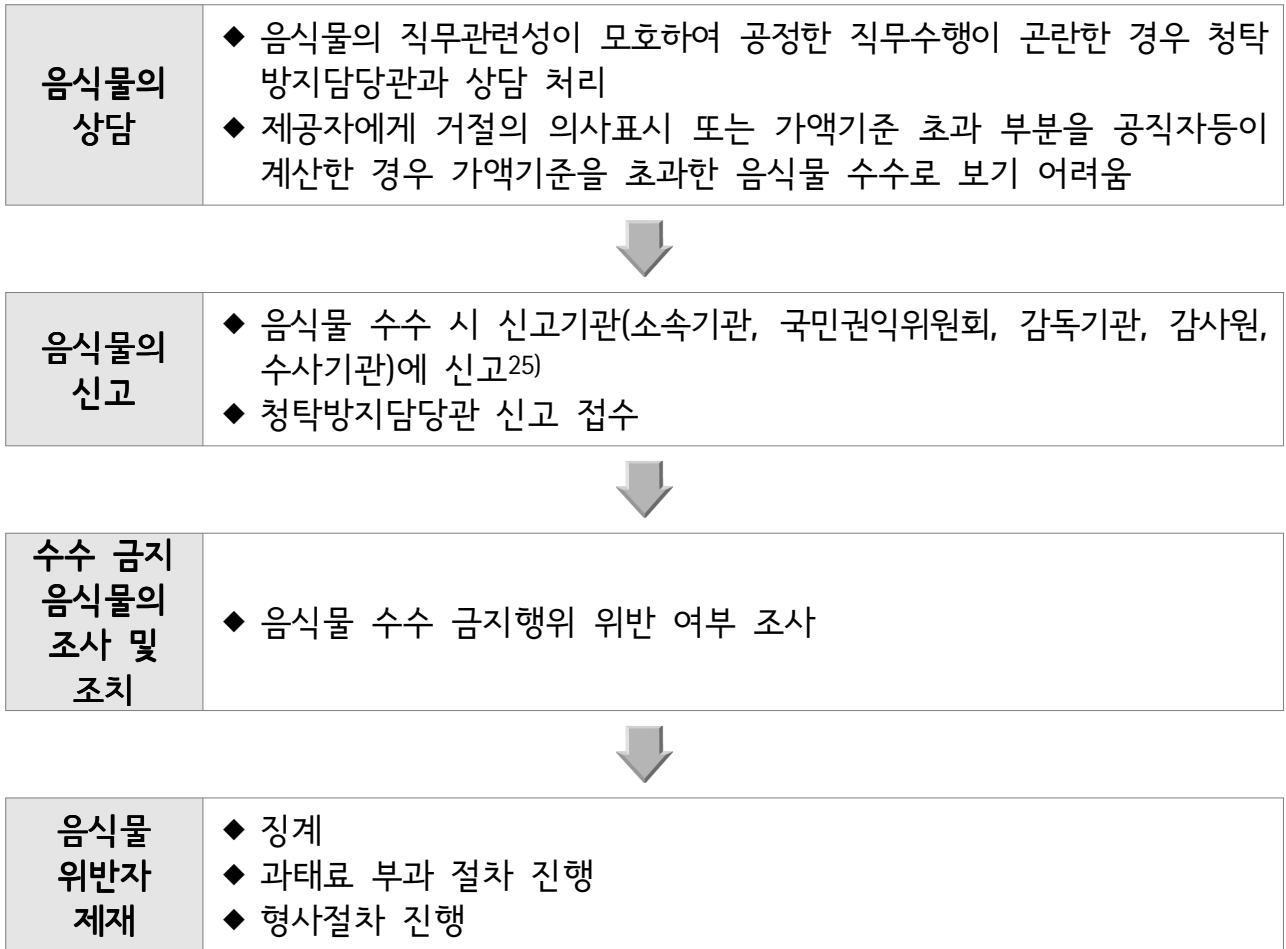 음식물의
상담
◆ 음식물의 직무관련성이 모호하여 공정한 직무수행이 곤란한 경우 청탁
방지담당관과 상담 처리
◆ 제공자에게 거절의 의사표시 또는 가액기준 초과 부분을 공직자등이
계산한 경우 가액기준을 초과한 음식물 수수로 보기 어려움
음식물의
신고
◆ 음식물 수수 시 신고기관(소속기관, 국민권익위원회, 감독기관, 감사원,
수사기관)에 신고25)
◆ 청탁방지담당관 신고 접수
수수 금지
음식물의
조사 및
조치
◆ 음식물 수수 금지행위 위반 여부 조사
음식물
위반자
제재
◆ 징계
◆ 과태료 부과 절차 진행
◆ 형사절차 진행